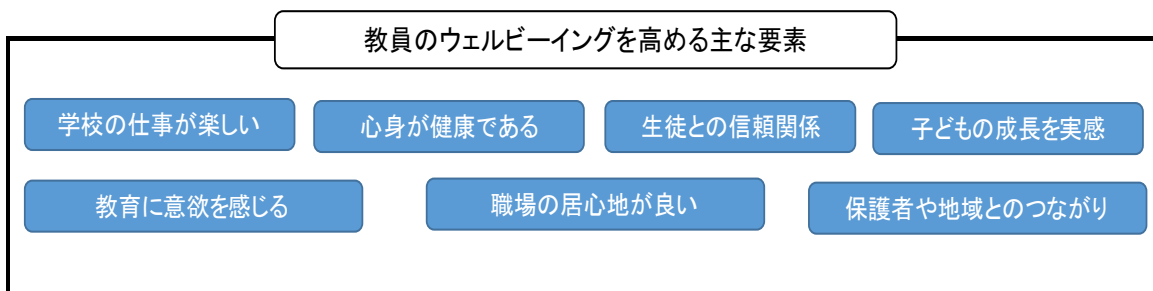 教員のウェルビーイングを高める主な要素
学校の仕事が楽しい
心身が健康である
生徒との信頼関係
子どもの成長を実感
教育に意欲を感じる
職場の居心地が良い
保護者や地域とのつながり